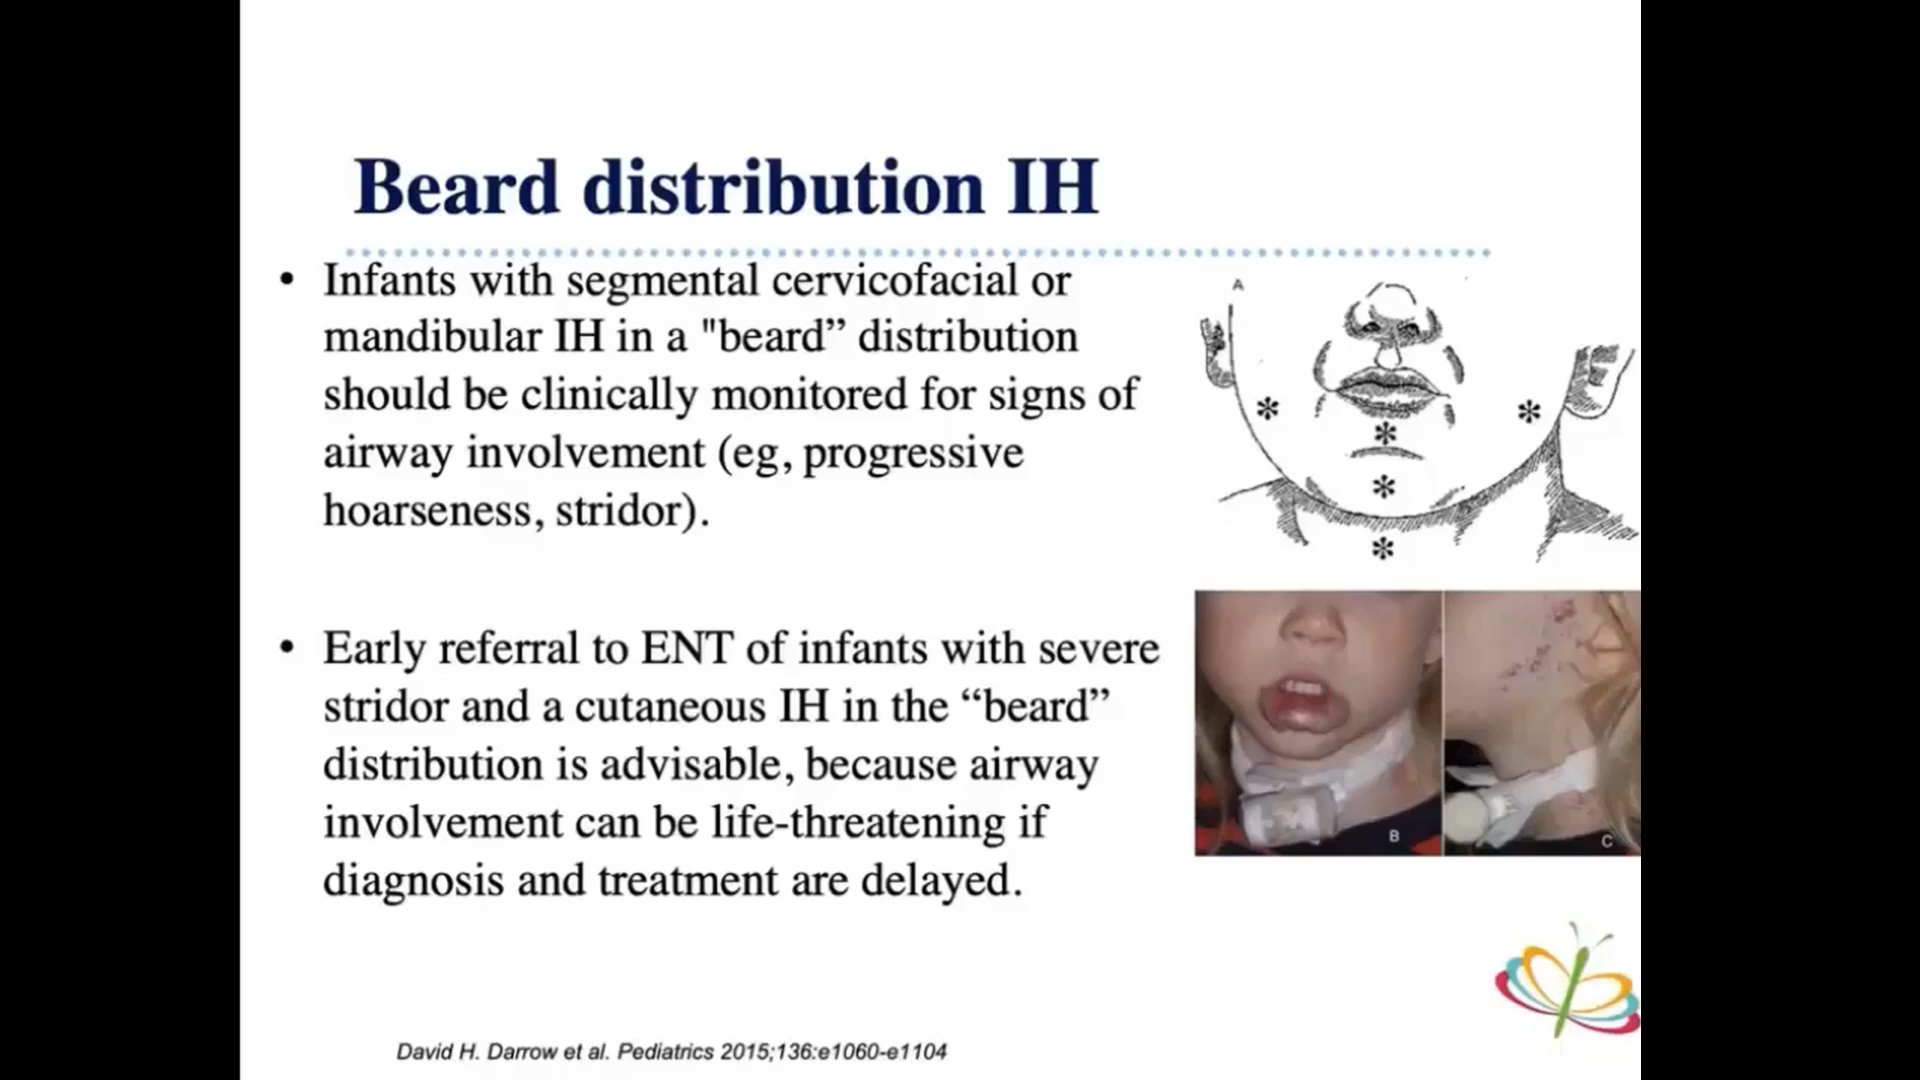 Beard distribution IH
• Infants with segmental cervicofacial or
mandibular IH in a "beard” distribution
should be clinically monitored for signs of
airway involvement (eg, progressive
hoarseness, stridor).
• Early referral to ENT of infants with severe
stridor and a cutaneous IH in the “beard”
distribution is advisable, because airway
involvement can be life-threatening if
diagnosis and treatment are delayed.
A
* *
*
*
*
B
C
David H. Darrow et al. Pediatrics 2015;136:e1060-e1104